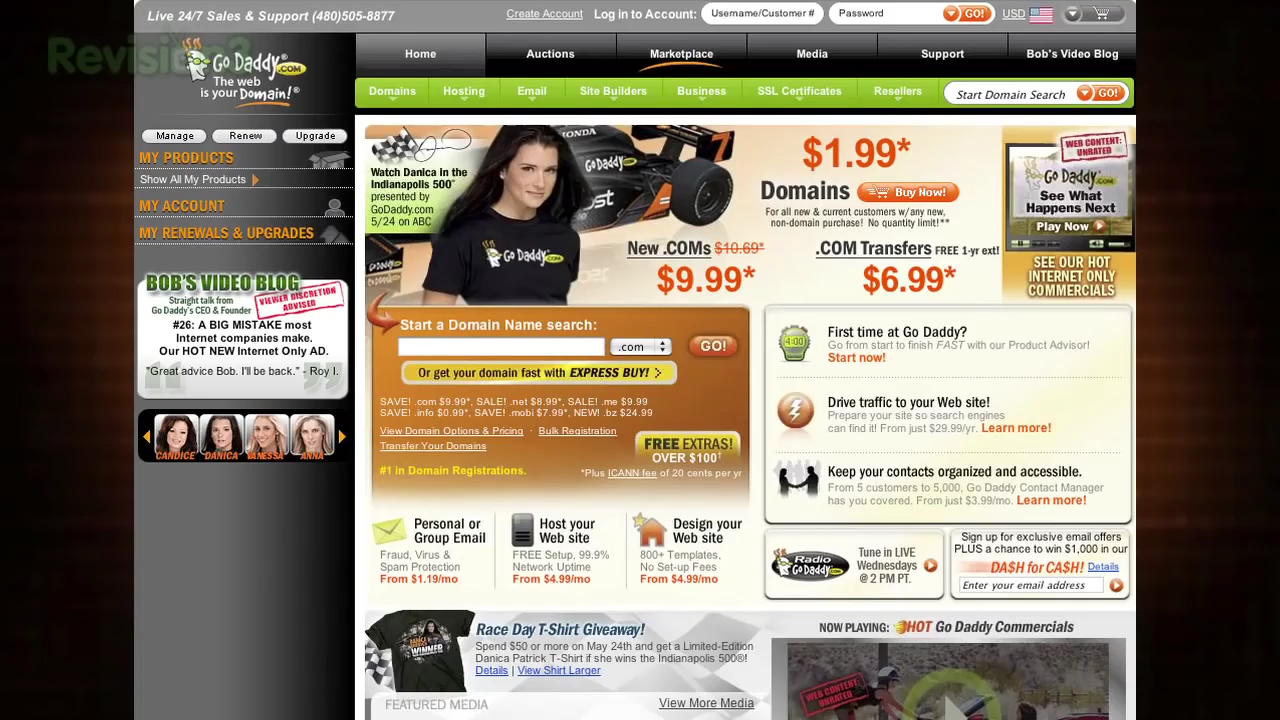 Live 24/7 Sales & Support (480)505-8877
Create Account
Log in to Account:
Username/Customer #
Password
GO!
USD
Go Daddy.COM
The web
is your Domain!®
Home
Auctions
Marketplace
Media
Support
Bob's Video Blog
Domains
Hosting
Email
Site Builders
Business
SSL Certificates
Resellers
Start Domain Search
GO!
Manage
Renew
Upgrade
MY PRODUCTS
Show All My Products
MY ACCOUNT
MY RENEWALS & UPGRADES
BOB'S VIDEO BLOG
Straight talk from
Go Daddy's CEO & Founder
VIEWER DISCRETION
ADVISED
#26: A BIG MISTAKE most
Internet companies make.
Our HOT NEW Internet Only AD.
"Great advice Bob. I'll be back." - Roy I.
CANDICE
DANICA
VANESSA
ANNA
Watch Danica in the
Indianapolis 500®
presented by
GoDaddy.com
5/24 on ABC
HONDA
Go Daddy
7
Go Daddy.COM
$1.99*
Domains
Buy Now!
For all new & current customers w/any new,
non-domain purchase! No quantity limit!**
New .COMs $10.69*
$9.99*
.COM Transfers FREE 1-yr ext!
$6.99*
WEB CONTENT:
UNRATED
Go Daddy.COM
See What
Happens Next
Play Now
SEE OUR HOT
INTERNET ONLY
COMMERCIALS
Start a Domain Name search:
.com
GO!
Or get your domain fast with EXPRESS BUY!
SAVE! .com $9.99*, SALE! .net $8.99*, SALE! .me $9.99
SAVE! .info $0.99*, SAVE! .mobi $7.99*, NEW! .bz $24.99
View Domain Options & Pricing · Bulk Registration
Transfer Your Domains
FREE EXTRAS!
OVER $100†
#1 in Domain Registrations.
*Plus ICANN fee of 20 cents per yr
First time at Go Daddy?
4:00
Go from start to finish FAST with our Product Advisor!
Start now!
Drive traffic to your Web site!
Prepare your site so search engines
can find it! From just $29.99/yr. Learn more!
Keep your contacts organized and accessible.
From 5 customers to 5,000, Go Daddy Contact Manager
has you covered. From just $3.99/mo. Learn more!
Personal or
Group Email
Fraud, Virus &
Spam Protection
From $1.19/mo
Host your
Web site
FREE Setup, 99.9%
Network Uptime
From $4.99/mo
Design your
Web site
800+ Templates,
No Set-up Fees
From $4.99/mo
Radio
Go Daddy.COM
Tune in LIVE
Wednesdays
@ 2 PM PT.
Sign up for exclusive email offers
PLUS a chance to win $1,000 in our
DA$H for CA$H! Details
Enter your email address
Race Day T-Shirt Giveaway!
Spend $50 or more on May 24th and get a Limited-Edition
Danica Patrick T-Shirt if she wins the Indianapolis 500®!
Details | View Shirt Larger
WINNER
NOW PLAYING: HOT Go Daddy Commercials
WEB CONTENT:
UNRATED
FEATURED MEDIA
View More Media